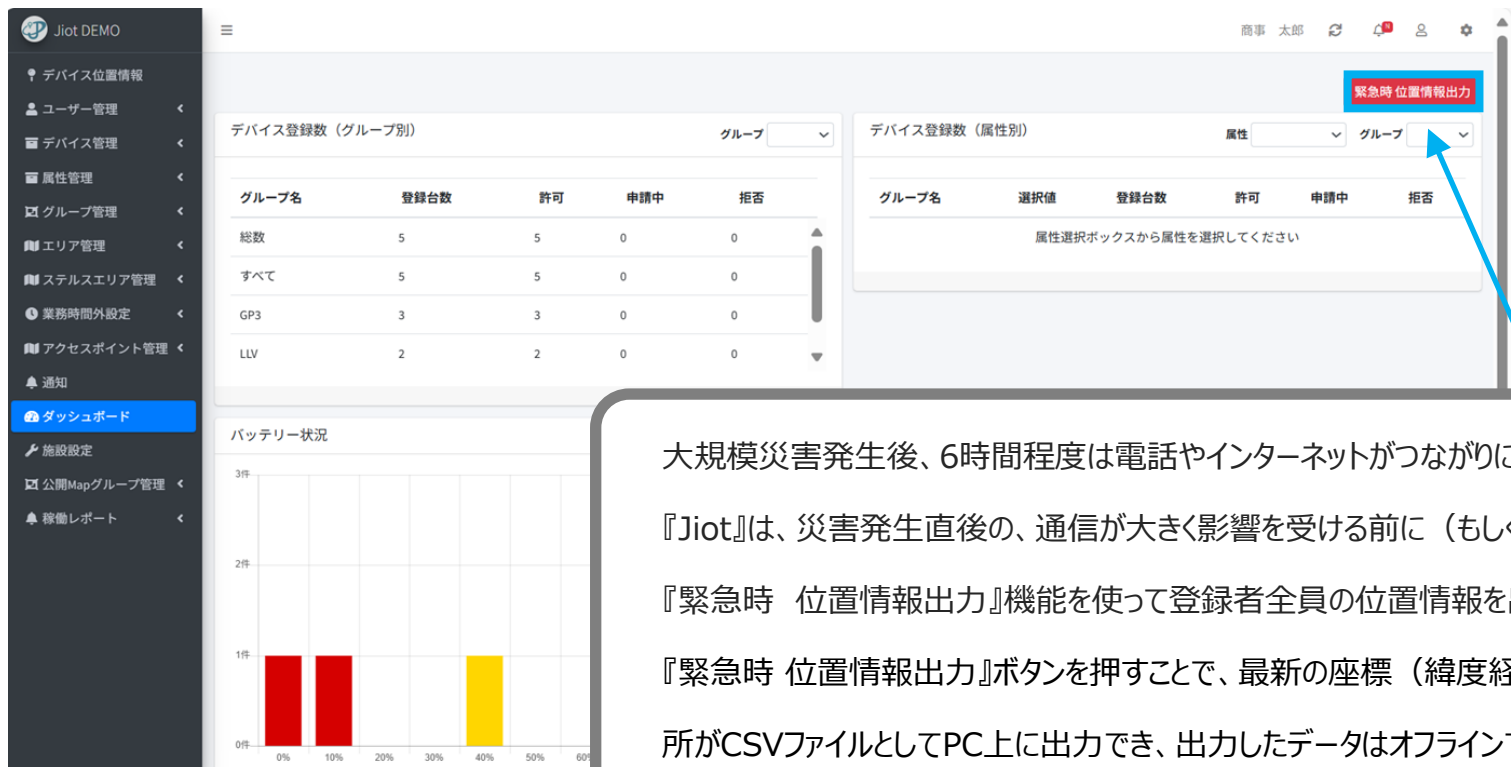 Jiot DEMO
商事 太郎
N
デバイス位置情報
ユーザー管理
デバイス管理
属性管理
グループ管理
エリア管理
ステルスエリア管理
業務時間外設定
アクセスポイント管理
通知
ダッシュボード
施設設定
公開Mapグループ管理
稼働レポート
緊急時 位置情報出力
デバイス登録数（グループ別）
グループ
グループ名 登録台数 許可 申請中 拒否
総数 5 5 0 0
すべて 5 5 0 0
GP3 3 3 0 0
LLV 2 2 0 0
デバイス登録数（属性別）
属性 グループ
グループ名 選択値 登録台数 許可 申請中 拒否
属性選択ボックスから属性を選択してください
バッテリー状況
3件
2件
1件
0件
0% 10% 20% 30% 40% 50%
大規模災害発生後、6時間程度は電話やインターネットがつながりに
『Jiot』は、災害発生直後の、通信が大きく影響を受ける前に（もし
『緊急時　位置情報出力』機能を使って登録者全員の位置情報を
『緊急時 位置情報出力』ボタンを押すことで、最新の座標（緯度経
所がCSVファイルとしてPC上に出力でき、出力したデータはオフライン